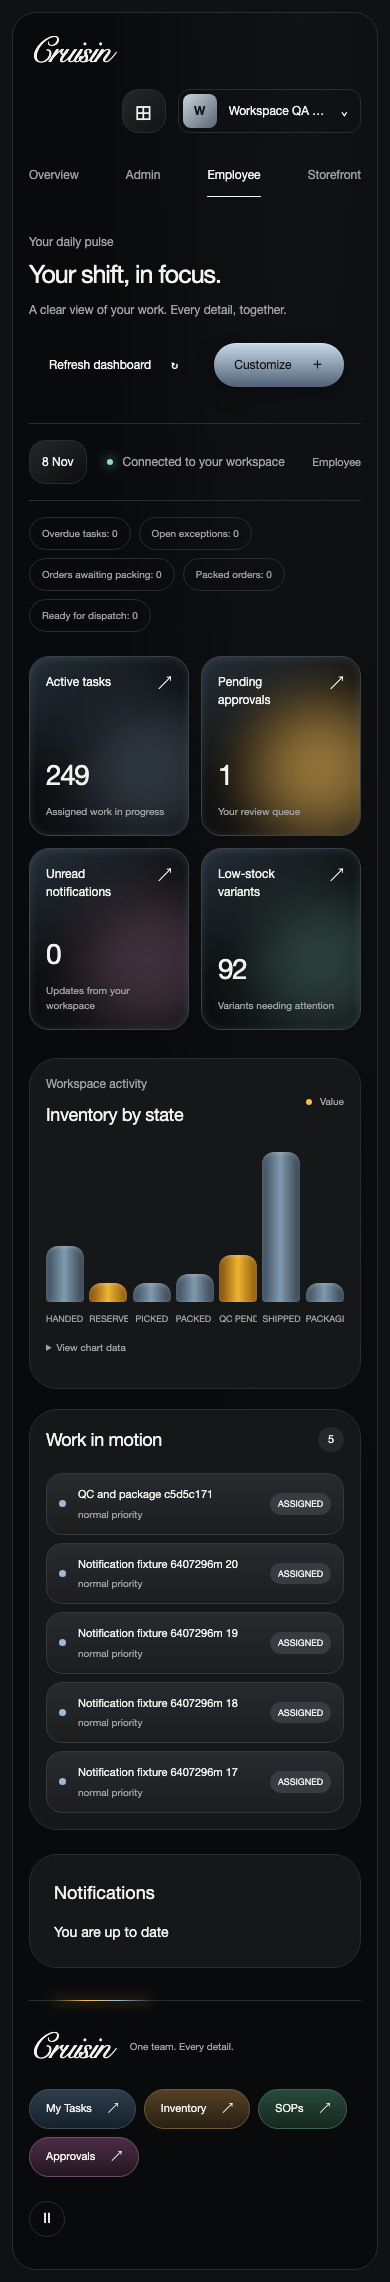 Cruisin
W
Workspace QA ...
Overview
Admin
Employee
Storefront
Your daily pulse
Your shift, in focus.
A clear view of your work. Every detail, together.
Refresh dashboard
Customize
8 Nov
Connected to your workspace
Employee
Overdue tasks: 0
Open exceptions: 0
Orders awaiting packing: 0
Packed orders: 0
Ready for dispatch: 0
Active tasks
249
Assigned work in progress
Pending
approvals
1
Your review queue
Unread
notifications
0
Updates from your
workspace
Low-stock
variants
92
Variants needing attention
Workspace activity
Inventory by state
Value
HANDED
RESERVE
PICKED
PACKED
QC PEND
SHIPPED
PACKAGI
View chart data
Work in motion
5
QC and package c5d5c171
normal priority
ASSIGNED
Notification fixture 6407296m 20
normal priority
ASSIGNED
Notification fixture 6407296m 19
normal priority
ASSIGNED
Notification fixture 6407296m 18
normal priority
ASSIGNED
Notification fixture 6407296m 17
normal priority
ASSIGNED
Notifications
You are up to date
Cruisin
One team. Every detail.
My Tasks
Inventory
SOPs
Approvals